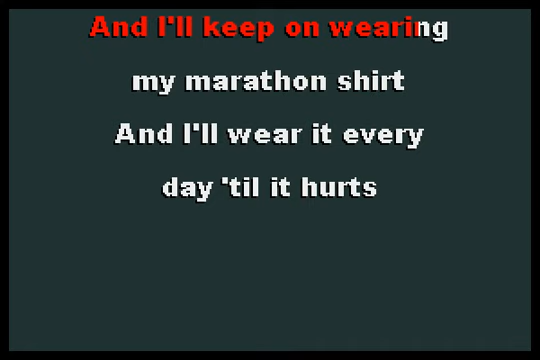 And I'll keep on wearing
my marathon shirt
And I'll wear it every
day 'til it hurts